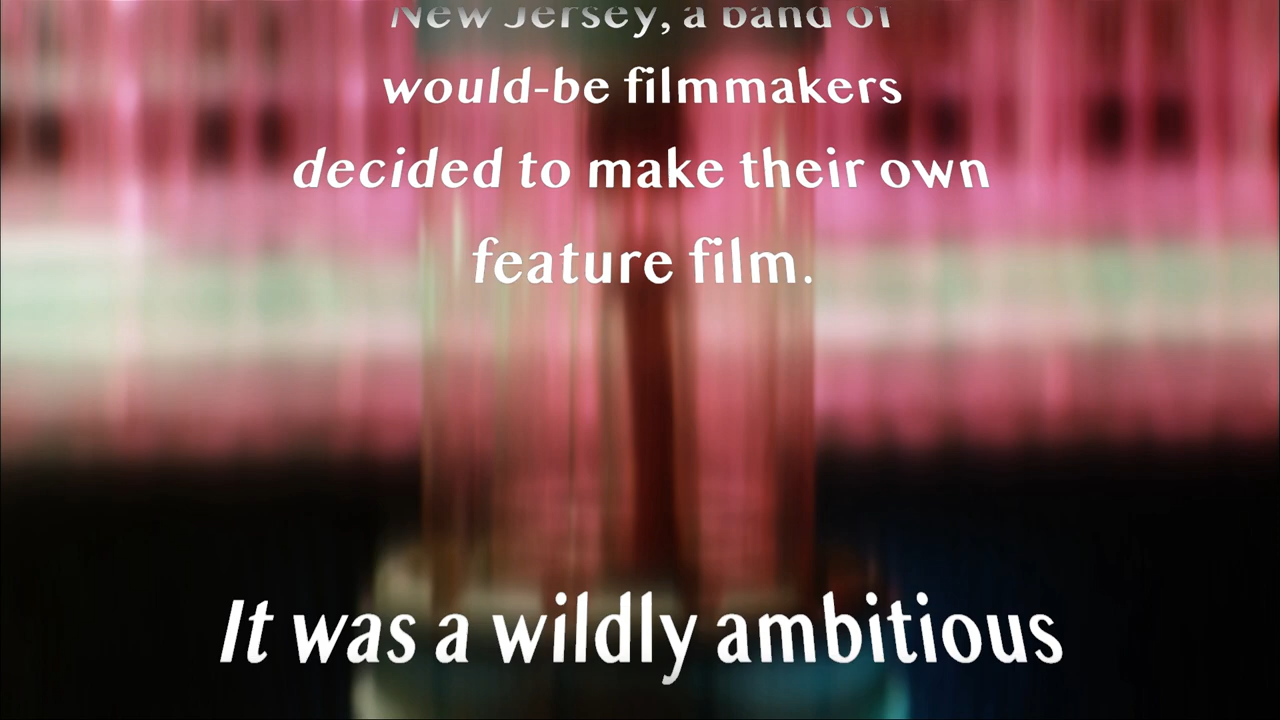 New Jersey, a band of
would-be filmmakers
decided to make their own
feature film.
It was a wildly ambitious